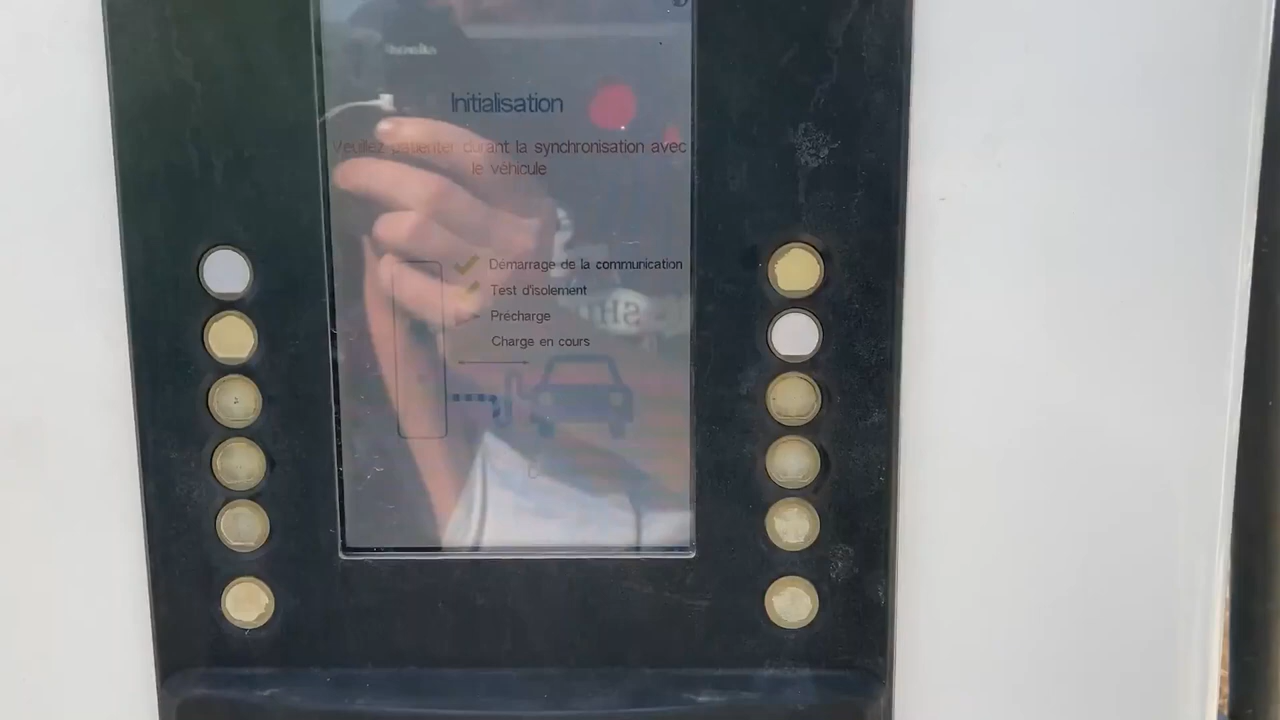 Initialisation
Veuillez patienter durant la synchronisation avec
le véhicule
Démarrage de la communication
Test d'isolement
Précharge
Charge en cours